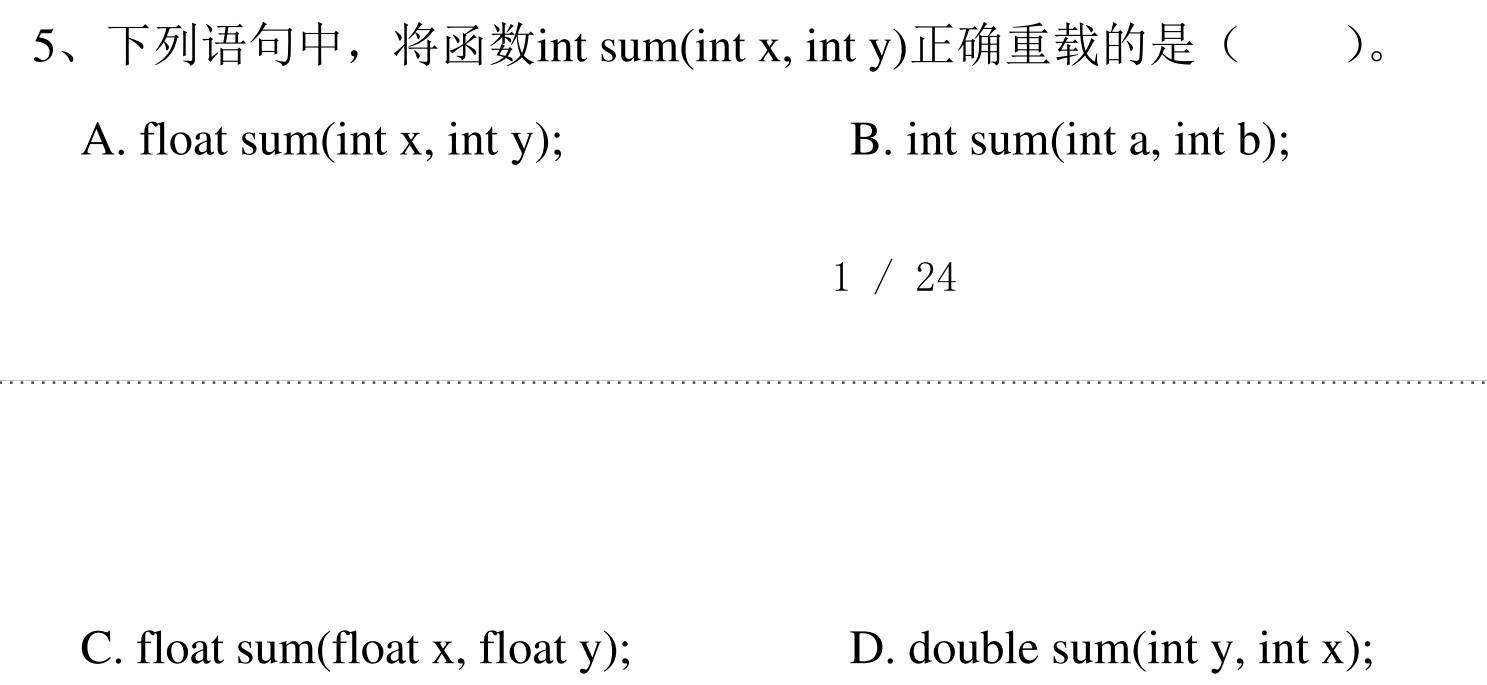 5、下列语句中，将函数int sum(int x, int y)正确重载的是（　　）。
A. float sum(int x, int y);　　B. int sum(int a, int b);
1 / 24
C. float sum(float x, float y);　　D. double sum(int y, int x);